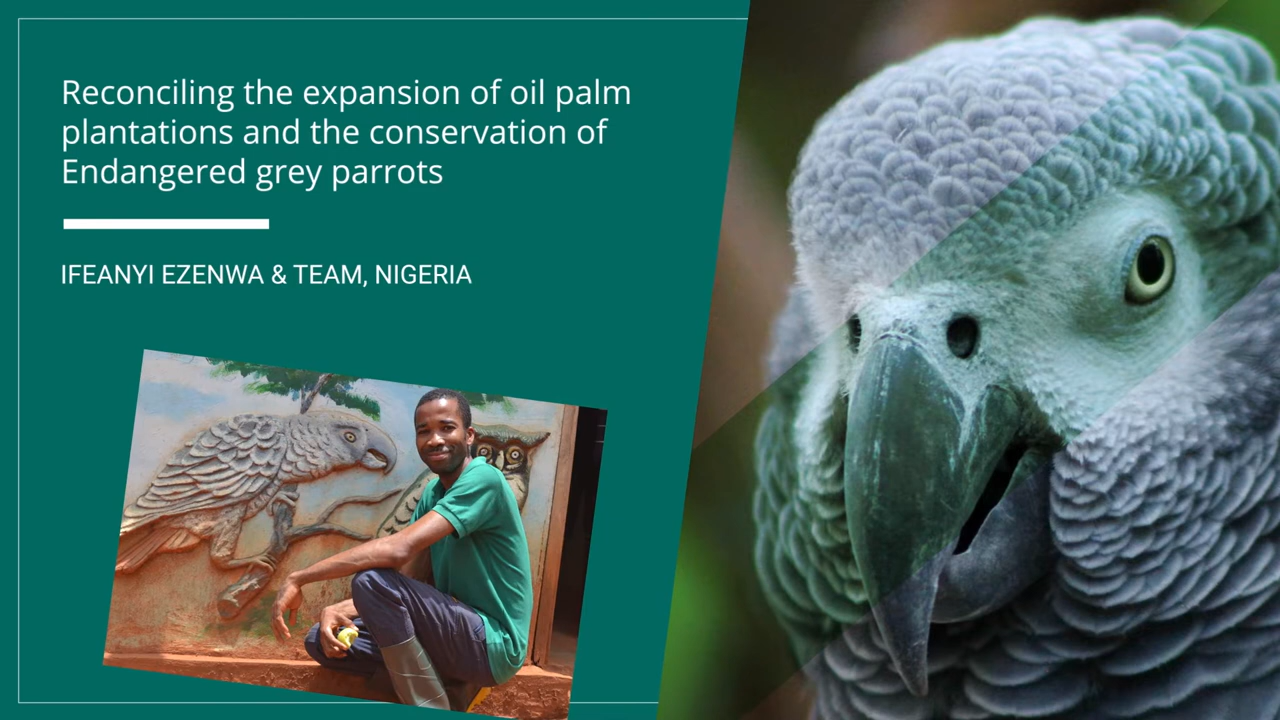 Reconciling the expansion of oil palm
plantations and the conservation of
Endangered grey parrots
IFEANYI EZENWA & TEAM, NIGERIA